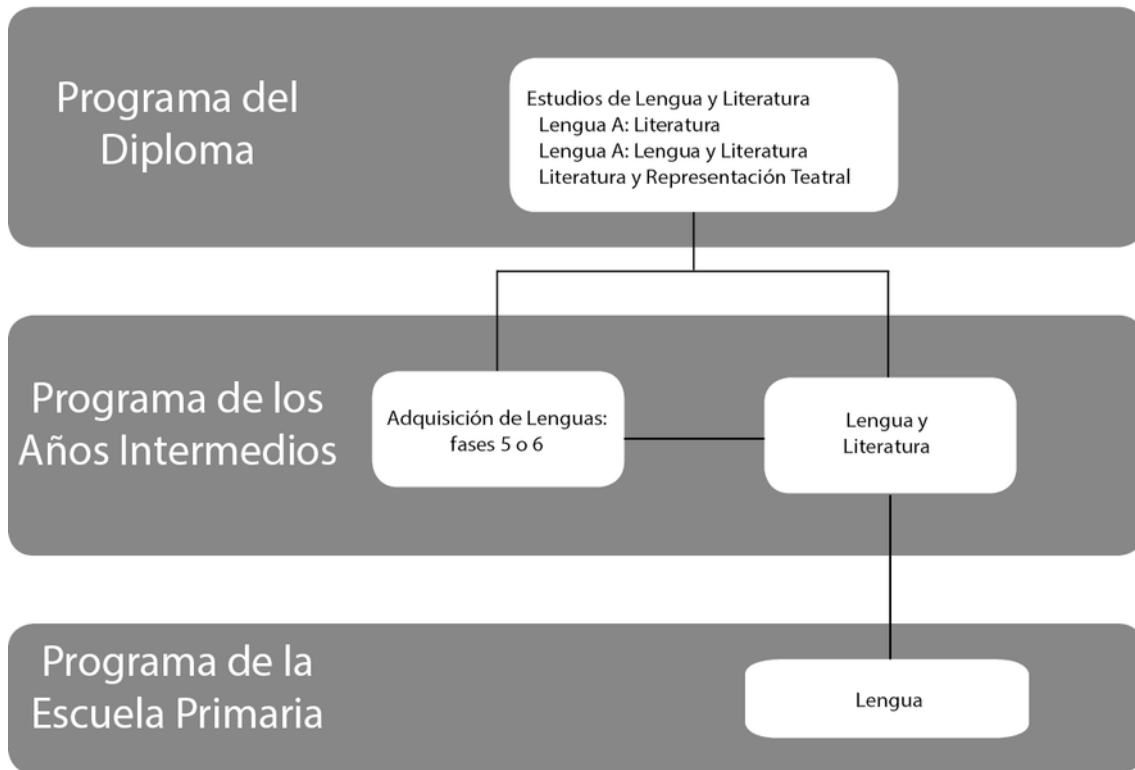 Programa del
Diploma
Estudios de Lengua y Literatura
Lengua A: Literatura
Lengua A: Lengua y Literatura
Literatura y Representación Teatral
Programa de los
Años Intermedios
Adquisición de Lenguas:
fases 5 o 6
Lengua y
Literatura
Programa de la
Escuela Primaria
Lengua